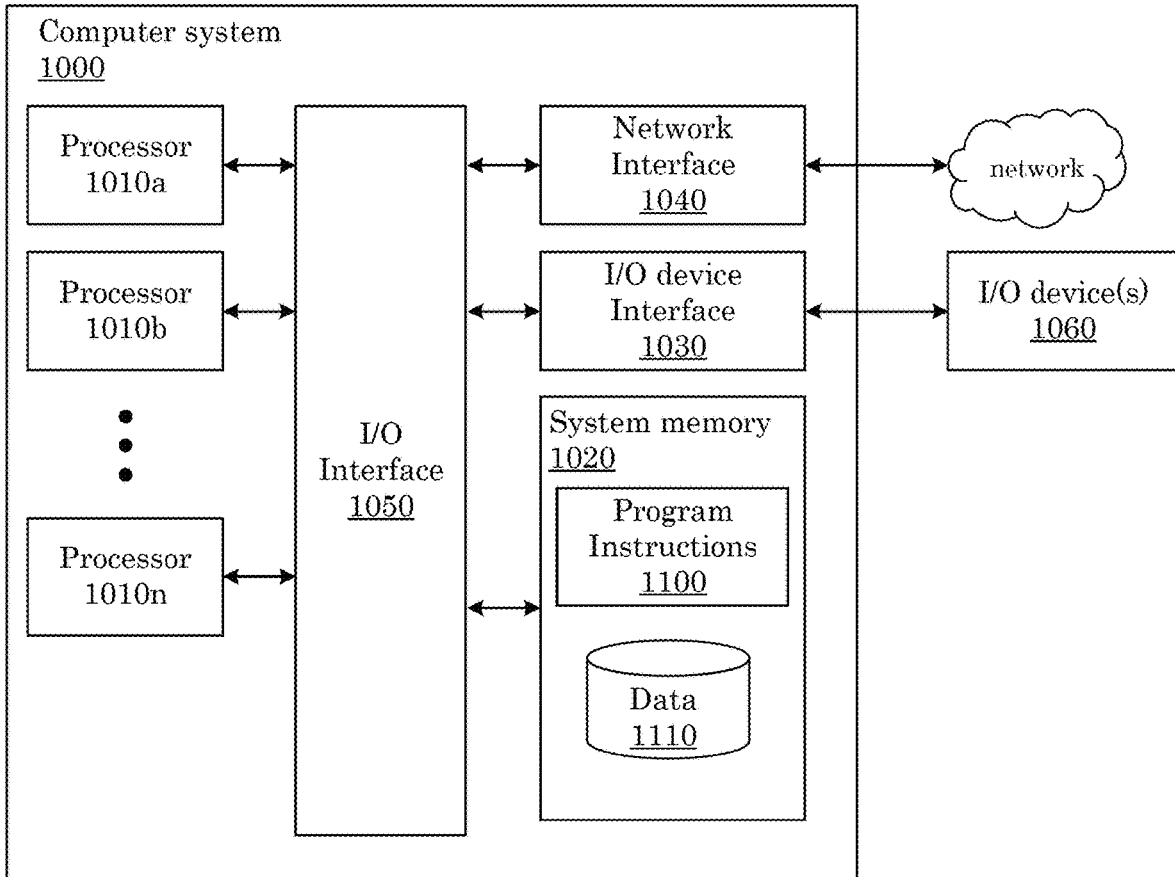 Computer system
1000
Processor
1010a
Processor
1010b
Processor
1010n
I/O
Interface
1050
Network
Interface
1040
I/O device
Interface
1030
System memory
1020
Program
Instructions
1100
Data
1110
network
I/O device(s)
1060